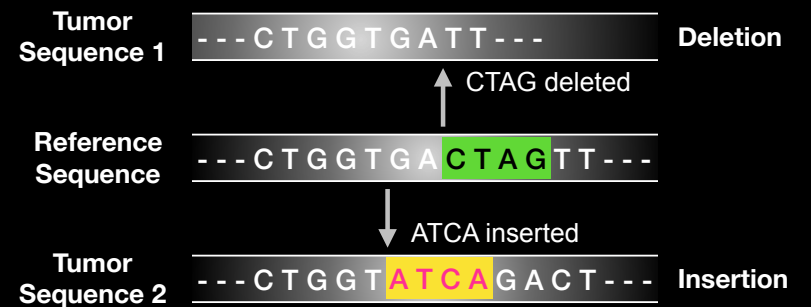 Tumor
Sequence 1
- - - C T G G T G A T T - - -
Deletion
CTAG deleted
Reference
Sequence
- - - C T G G T G A C T A G T T - - -
ATCA inserted
Tumor
Sequence 2
- - - C T G G T A T C A G A C T - - -
Insertion